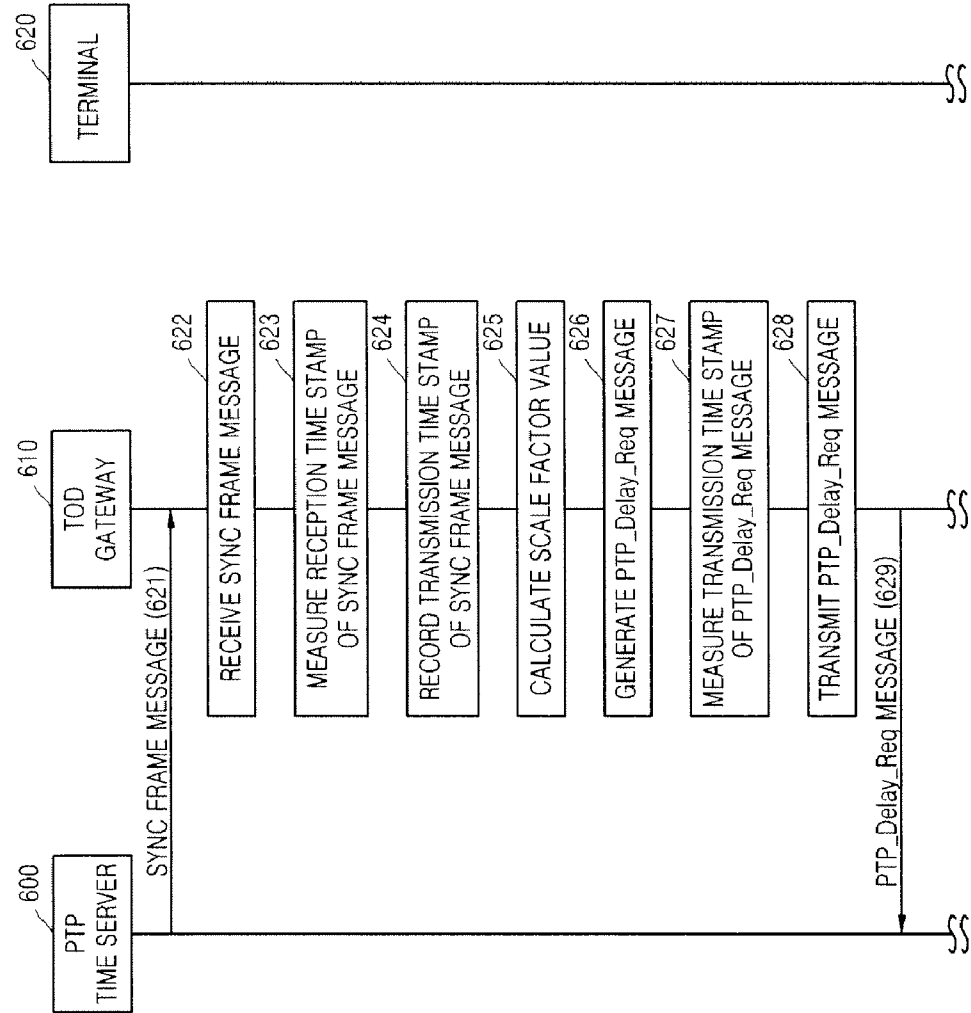 600
PTP
TIME SERVER
610
TOD
GATEWAY
620
TERMINAL
SYNC FRAME MESSAGE (621)
622
RECEIVE SYNC FRAME MESSAGE
623
MEASURE RECEPTION TIME STAMP
OF SYNC FRAME MESSAGE
624
RECORD TRANSMISSION TIME STAMP
OF SYNC FRAME MESSAGE
625
CALCULATE SCALE FACTOR VALUE
626
GENERATE PTP_Delay_Req MESSAGE
627
MEASURE TRANSMISSION TIME STAMP
OF PTP_Delay_Req MESSAGE
628
TRANSMIT PTP_Delay_Req MESSAGE
PTP_Delay_Req MESSAGE (629)